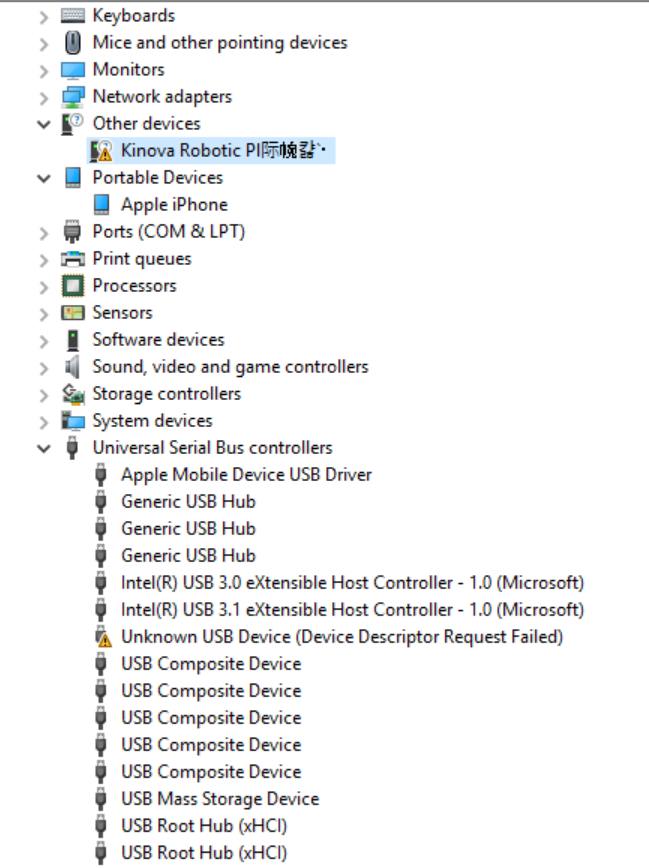 Keyboards
Mice and other pointing devices
Monitors
Network adapters
Other devices
Kinova Robotic PI际
Portable Devices
Apple iPhone
Ports (COM & LPT)
Print queues
Processors
Sensors
Software devices
Sound, video and game controllers
Storage controllers
System devices
Universal Serial Bus controllers
Apple Mobile Device USB Driver
Generic USB Hub
Generic USB Hub
Generic USB Hub
Intel(R) USB 3.0 eXtensible Host Controller - 1.0 (Microsoft)
Intel(R) USB 3.1 eXtensible Host Controller - 1.0 (Microsoft)
Unknown USB Device (Device Descriptor Request Failed)
USB Composite Device
USB Composite Device
USB Composite Device
USB Composite Device
USB Composite Device
USB Mass Storage Device
USB Root Hub (xHCI)
USB Root Hub (xHCI)